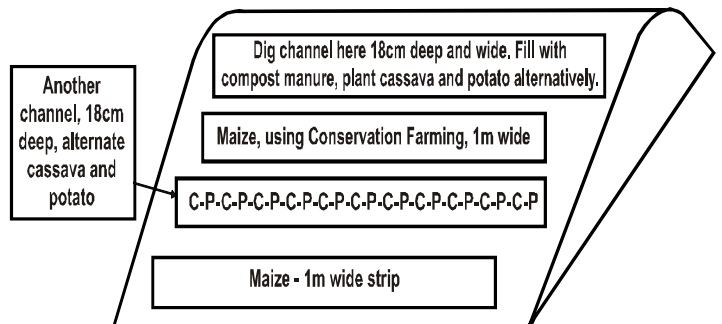 Dig channel here 18cm deep and wide. Fill with
compost manure, plant cassava and potato alternatively.
Another
channel, 18cm
deep, alternate
cassava and
potato
Maize, using Conservation Farming, 1m wide
C-P-C-P-C-P-C-P-C-P-C-P-C-P-C-P-C-P-C-P-C-P
Maize - 1m wide strip